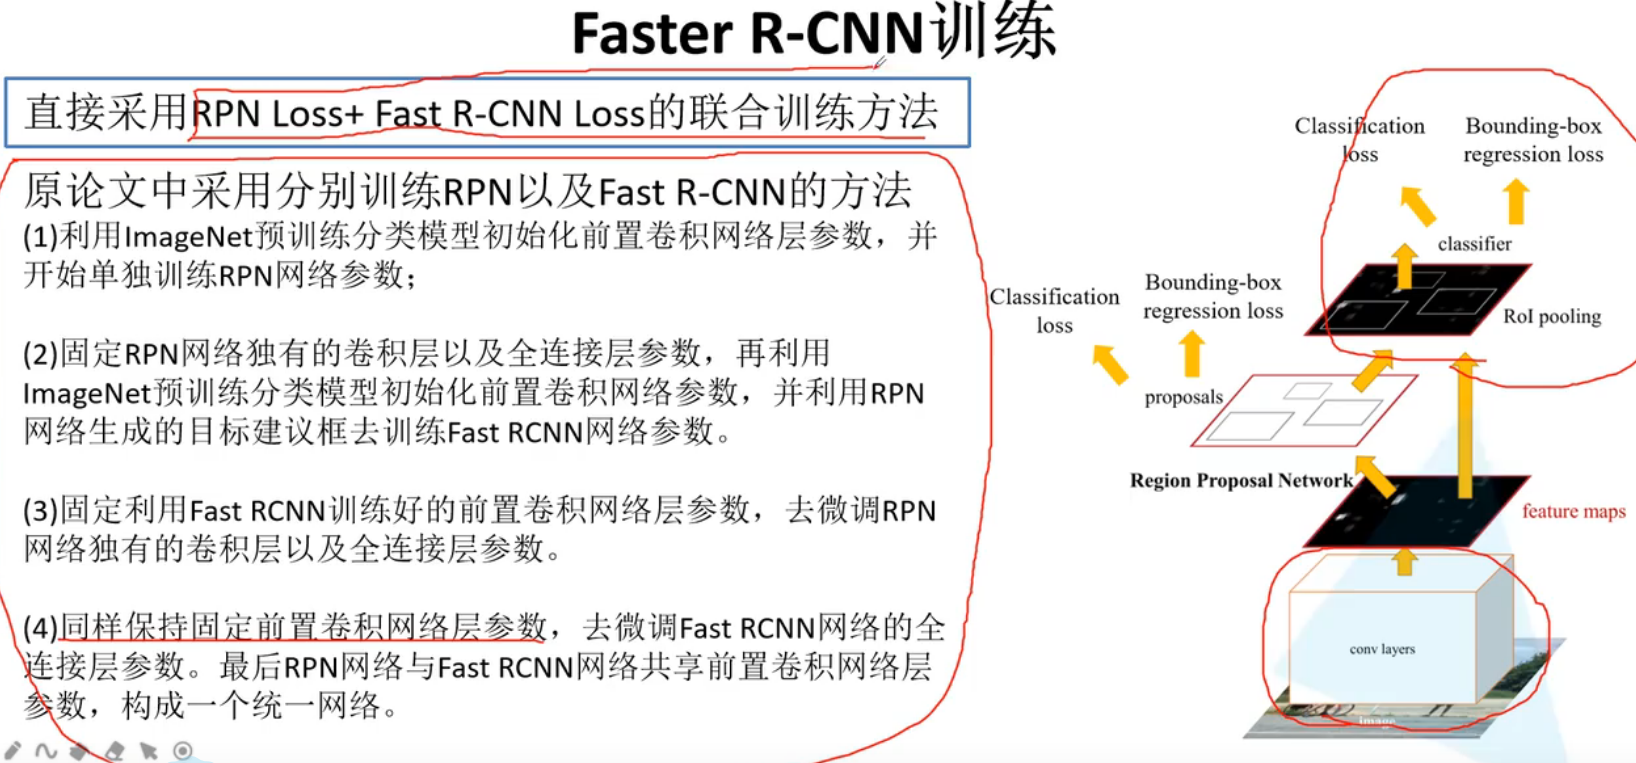 Faster R-CNN训练
直接采用RPN Loss+ Fast R-CNN Loss的联合训练方法
原论文中采用分别训练RPN以及Fast R-CNN的方法
(1)利用ImageNet预训练分类模型初始化前置卷积网络层参数，并
开始单独训练RPN网络参数；
(2)固定RPN网络独有的卷积层以及全连接层参数，再利用
ImageNet预训练分类模型初始化前置卷积网络参数，并利用RPN
网络生成的目标建议框去训练Fast RCNN网络参数。
(3)固定利用Fast RCNN训练好的前置卷积网络层参数，去微调RPN
网络独有的卷积层以及全连接层参数。
(4)同样保持固定前置卷积网络层参数，去微调Fast RCNN网络的全
连接层参数。最后RPN网络与Fast RCNN网络共享前置卷积网络层
参数，构成一个统一网络。
Classification
loss
Bounding-box
regression loss
classifier
RoI pooling
Classification
loss
Bounding-box
regression loss
proposals
Region Proposal Network
feature maps
conv layers
image